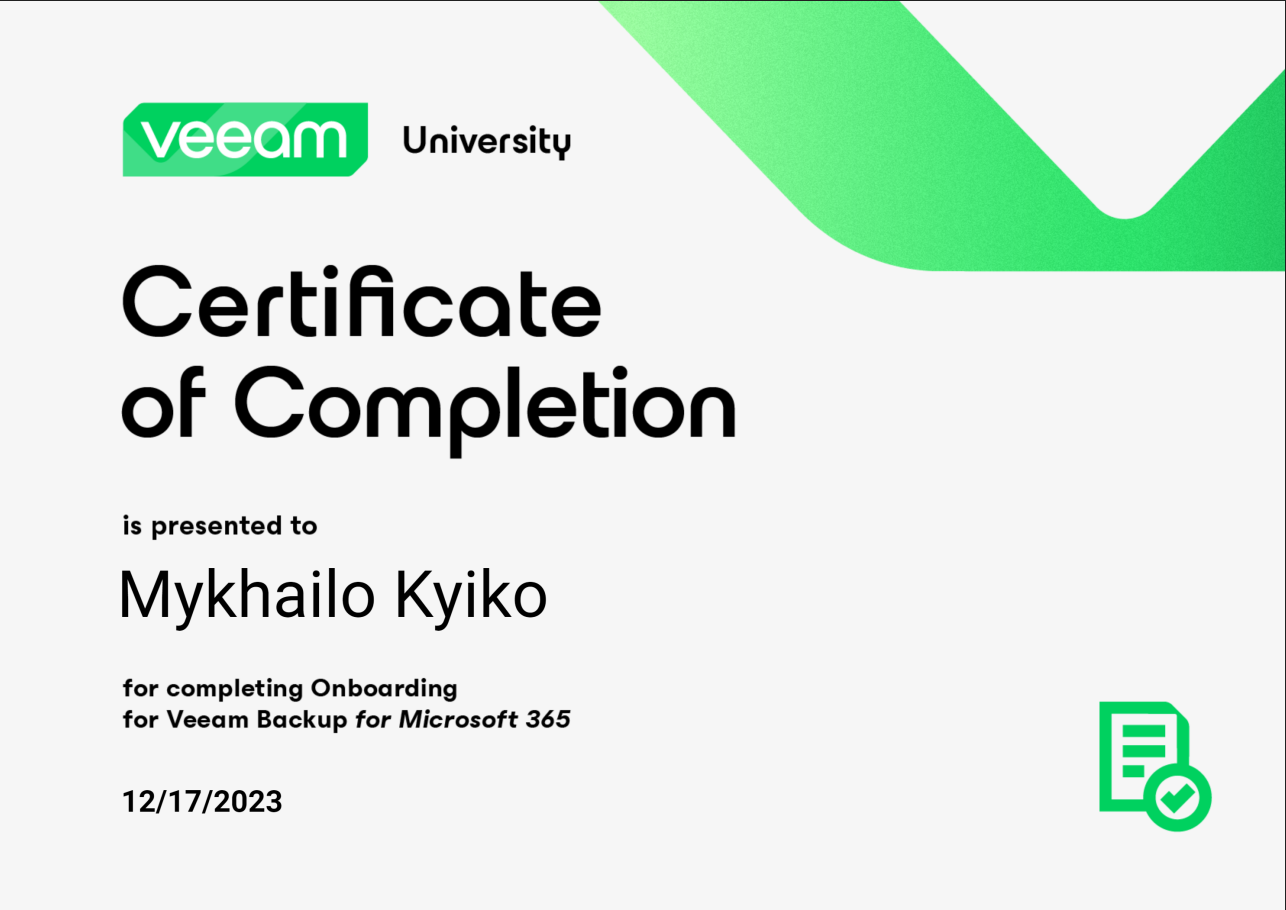 veeam University
Certificate
of Completion
is presented to
Mykhailo Kyiko
for completing Onboarding
for Veeam Backup for Microsoft 365
12/17/2023